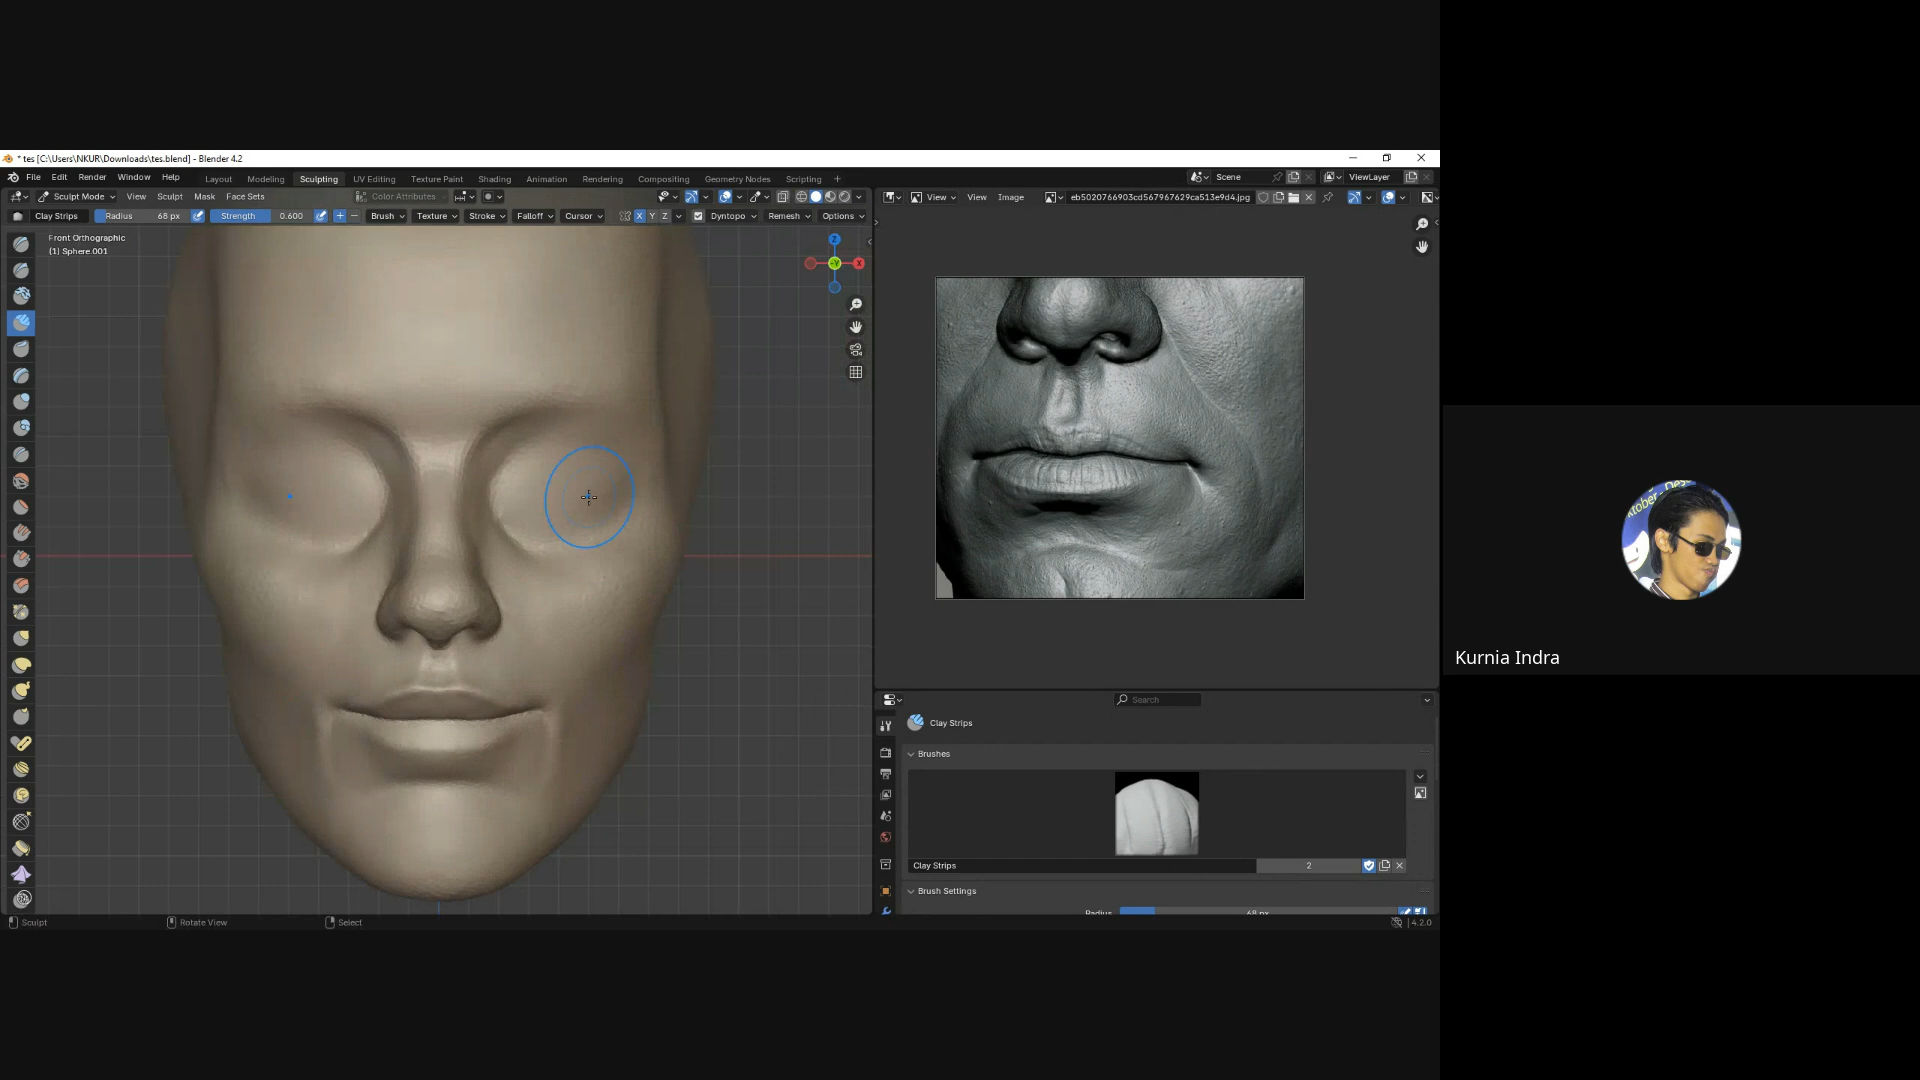 * tes [C:\Users\NKUR\Downloads\tes.blend] - Blender 4.2
File Edit Render Window Help Layout Modeling Sculpting UV Editing Texture Paint Shading Animation Rendering Compositing Geometry Nodes Scripting + Scene ViewLayer
Sculpt Mode View Sculpt Mask Face Sets Color Attributes View View Image eb5020766903cd567967629ca513e9d4.jpg
Clay Strips Radius 68 px Strength 0.600 Brush Texture Stroke Falloff Cursor X Y Z Dyntopo Remesh Options
Front Orthographic
(1) Sphere.001
Z
-Y X
Kurnia Indra
Search
Clay Strips
Brushes
Clay Strips 2
Brush Settings
Radius 68 px
Sculpt Rotate View Select 4.2.0